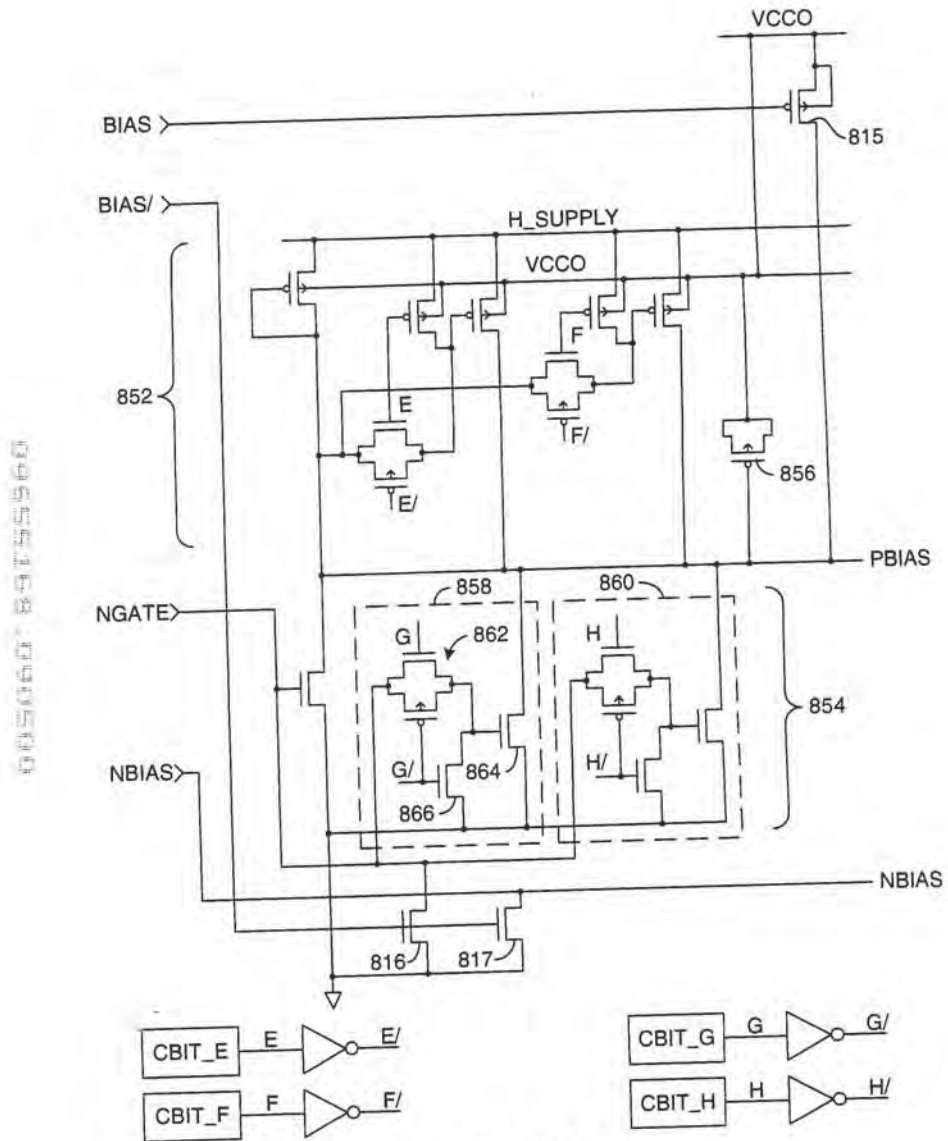 VCCO
BIAS
815
BIAS/
H_SUPPLY
VCCO
F
852
E
F/
856
E/
PBIAS
858
860
NGATE
G
862
H
854
G/
864
H/
NBIAS
866
NBIAS
816
817
CBIT_E E E/
CBIT_G G G/
CBIT_F F F/
CBIT_H H H/